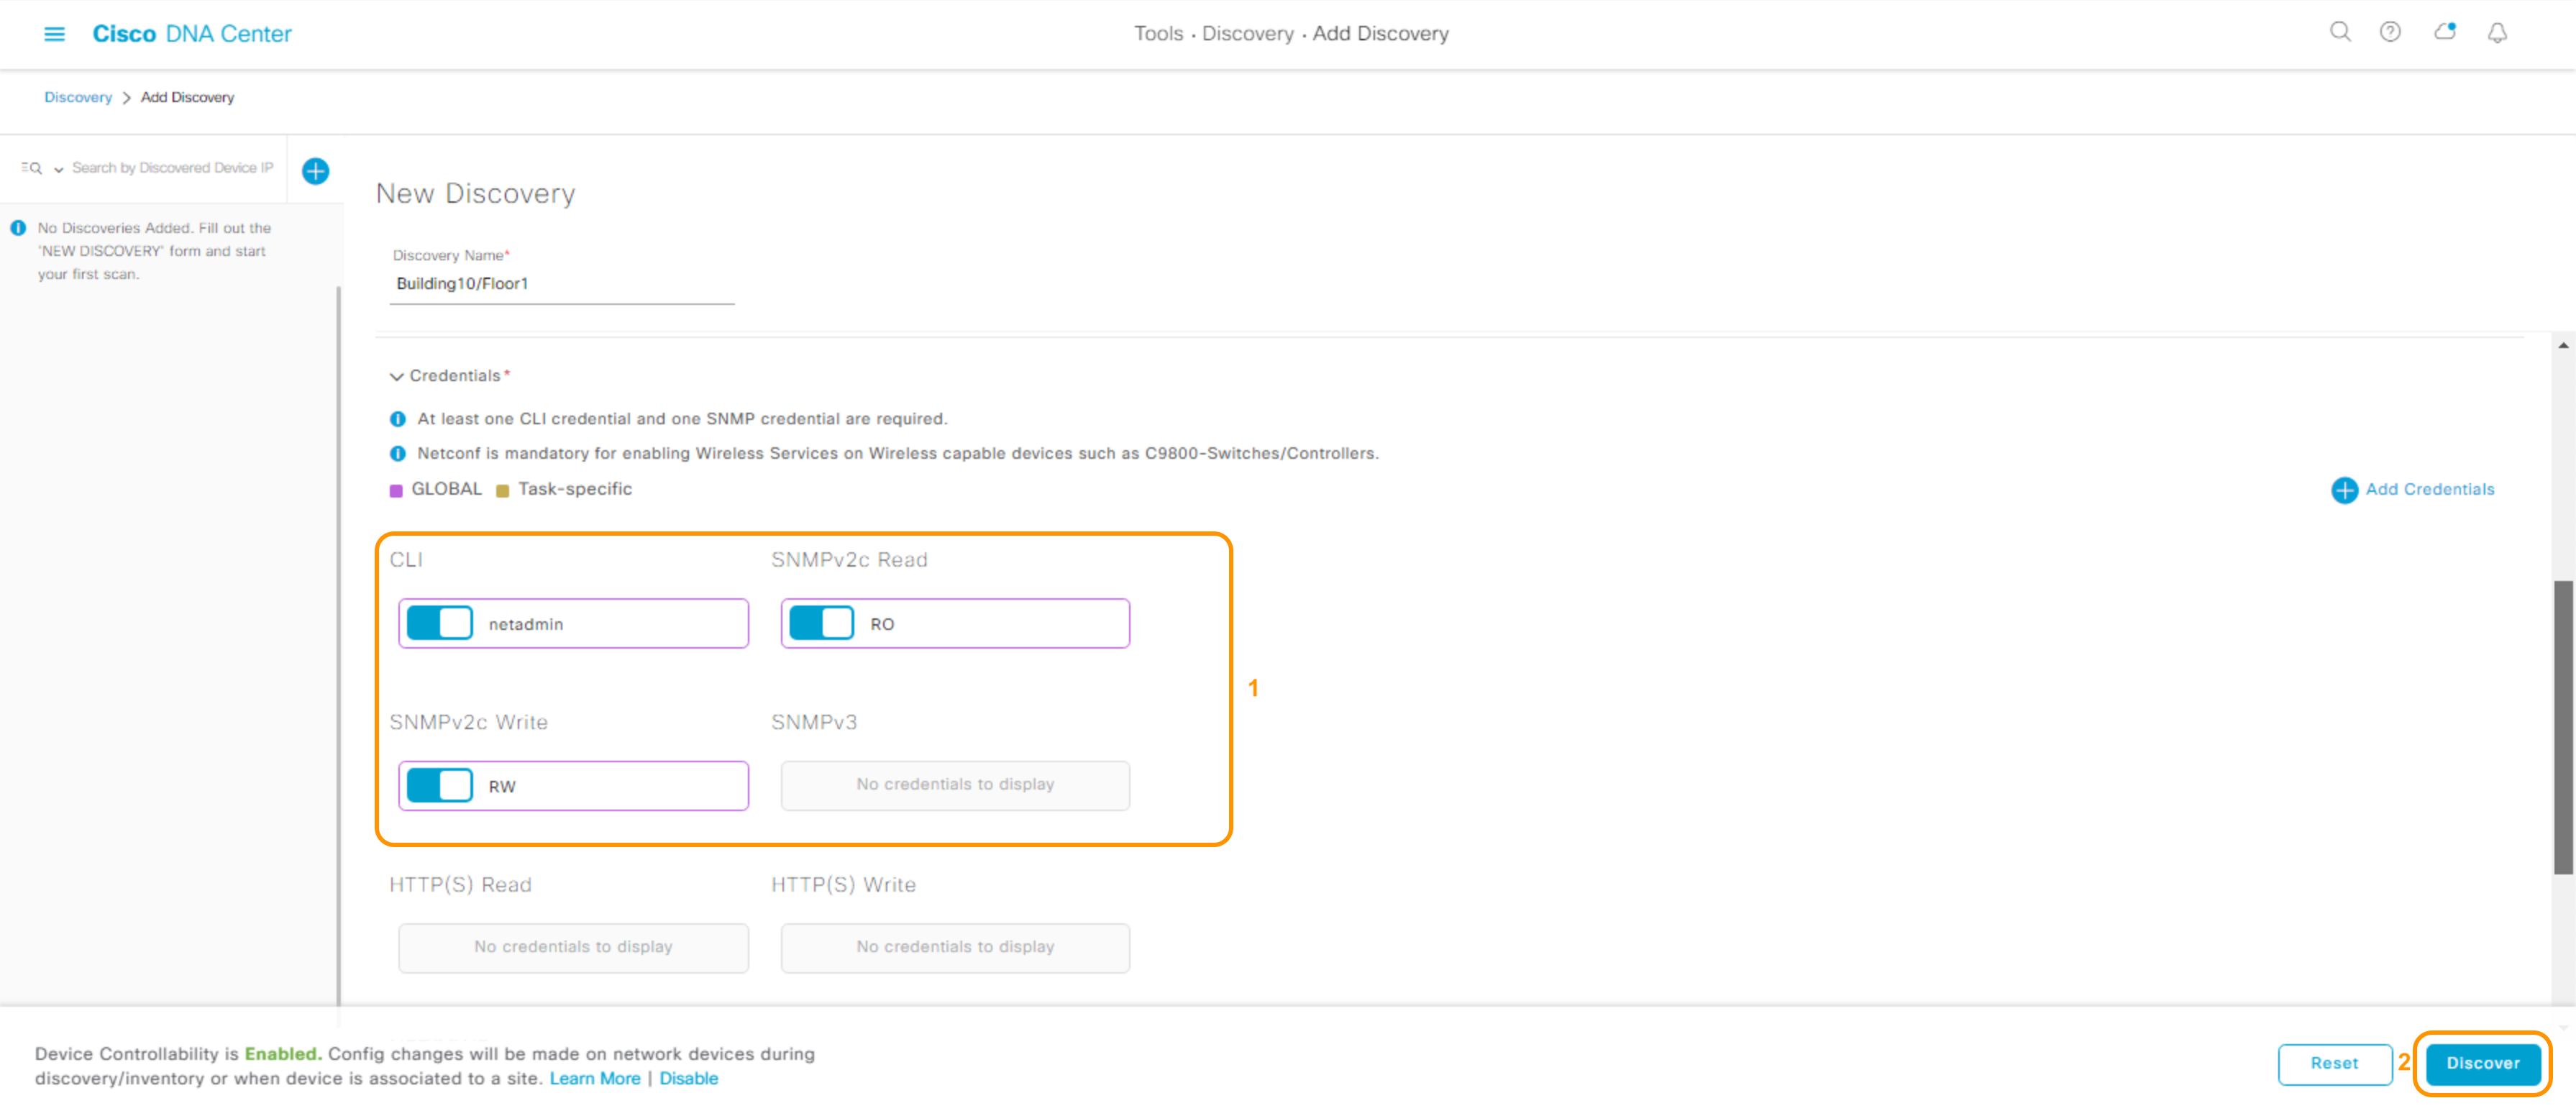 Cisco DNA Center
Tools · Discovery · Add Discovery
Discovery > Add Discovery
Search by Discovered Device IP
No Discoveries Added. Fill out the
'NEW DISCOVERY' form and start
your first scan.
New Discovery
Discovery Name*
Building10/Floor1
Credentials*
At least one CLI credential and one SNMP credential are required.
Netconf is mandatory for enabling Wireless Services on Wireless capable devices such as C9800-Switches/Controllers.
GLOBAL Task-specific
Add Credentials
CLI
SNMPv2c Read
netadmin
RO
1
SNMPv2c Write
SNMPv3
RW
No credentials to display
HTTP(S) Read
HTTP(S) Write
No credentials to display
No credentials to display
Device Controllability is Enabled. Config changes will be made on network devices during
discovery/inventory or when device is associated to a site. Learn More | Disable
Reset
2
Discover